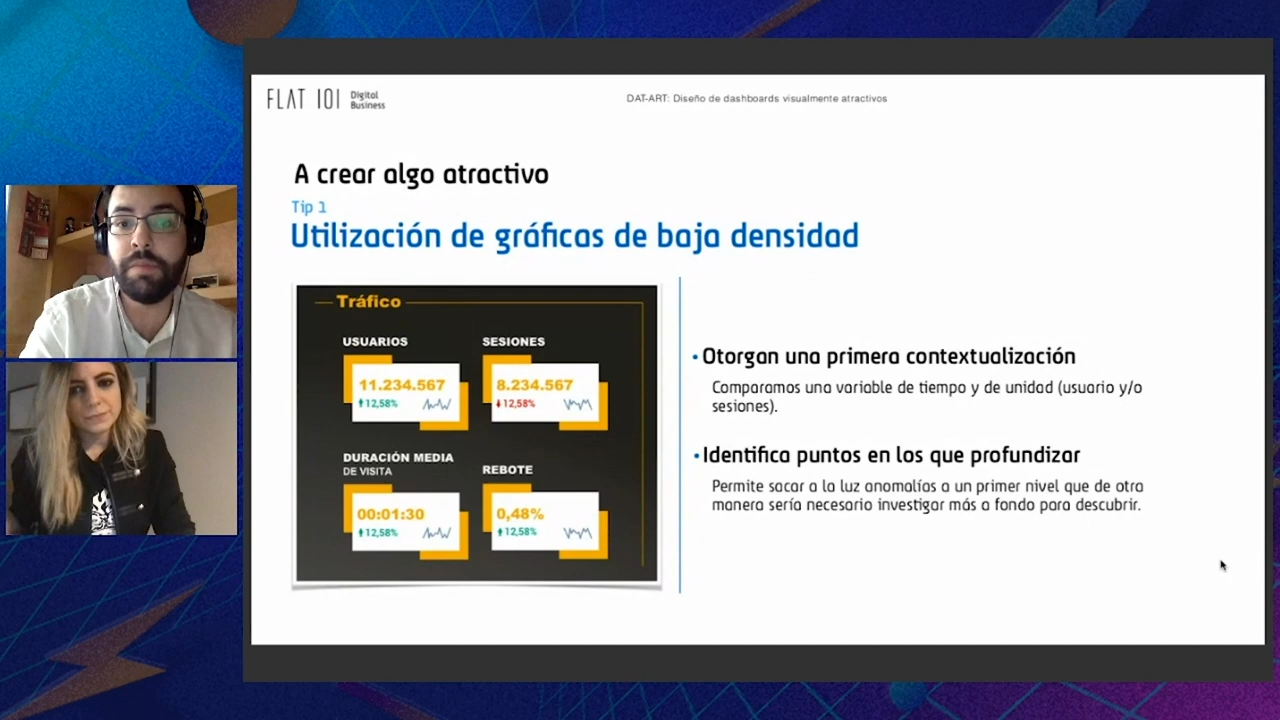 FLAT 101 Digital
Business
DAT-ART: Diseño de dashboards visualmente atractivos
A crear algo atractivo
Tip 1
Utilización de gráficas de baja densidad
Tráfico
USUARIOS
11.234.567
12,58%
SESIONES
8.234.567
12,58%
DURACIÓN MEDIA
DE VISITA
00:01:30
12,58%
REBOTE
0,48%
12,58%
• Otorgan una primera contextualización
Comparamos una variable de tiempo y de unidad (usuario y/o
sesiones).
• Identifica puntos en los que profundizar
Permite sacar a la luz anomalías a un primer nivel que de otra
manera sería necesario investigar más a fondo para descubrir.